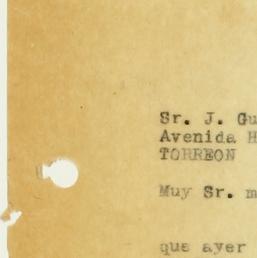 Sr. J. Gu
Avenida H
TORREON
Muy Sr. m
que ayer